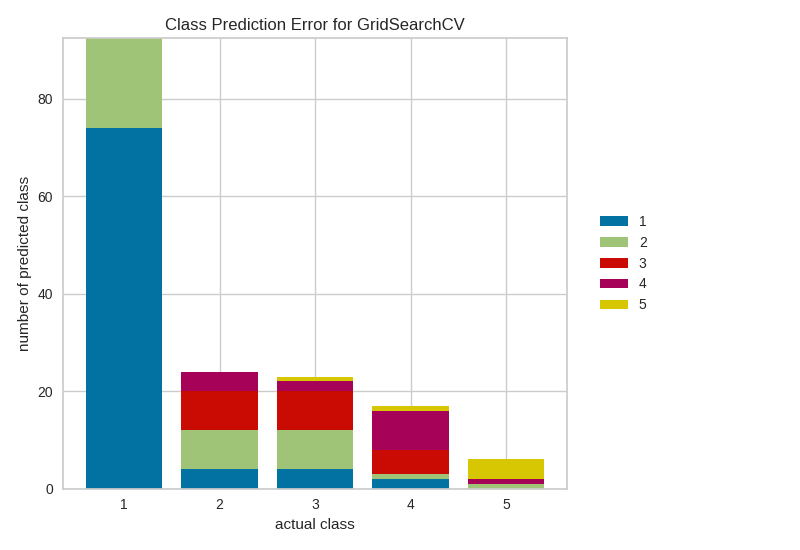 Class Prediction Error for GridSearchCV
number of predicted class
80
60
40
20
0
1 2 3 4 5
actual class
1
2
3
4
5